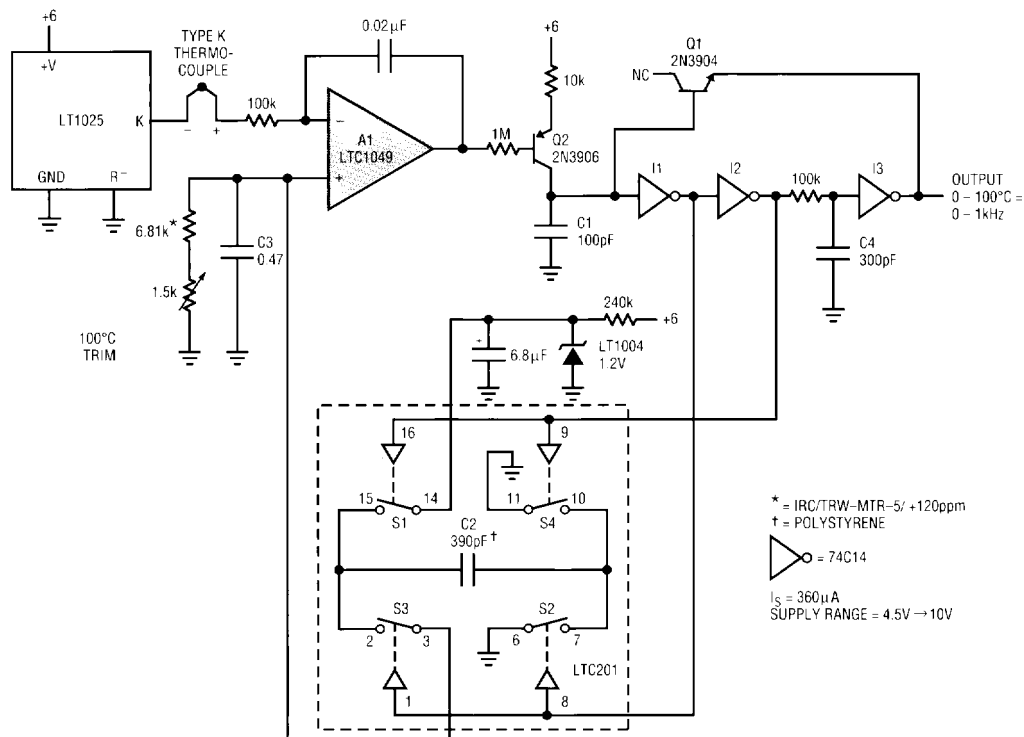 +6
+V
LT1025
K
GND
R–
TYPE K
THERMO-
COUPLE
–
+
100k
0.02µF
–
A1
LTC1049
+
6.81k*
1.5k
100°C
TRIM
C3
0.47
1M
+6
10k
Q2
2N3906
Q1
2N3904
NC
C1
100pF
I1
I2
100k
I3
C4
300pF
OUTPUT
0 – 100°C =
0 – 1kHz
240k
+6
+
6.8µF
LT1004
1.2V
16
9
15
14
S1
11
10
S4
C2
390pF†
S3
2
3
S2
6
7
1
8
LTC201
* = IRC/TRW–MTR–5/ +120ppm
† = POLYSTYRENE
= 74C14
IS = 360µA
SUPPLY RANGE = 4.5V → 10V